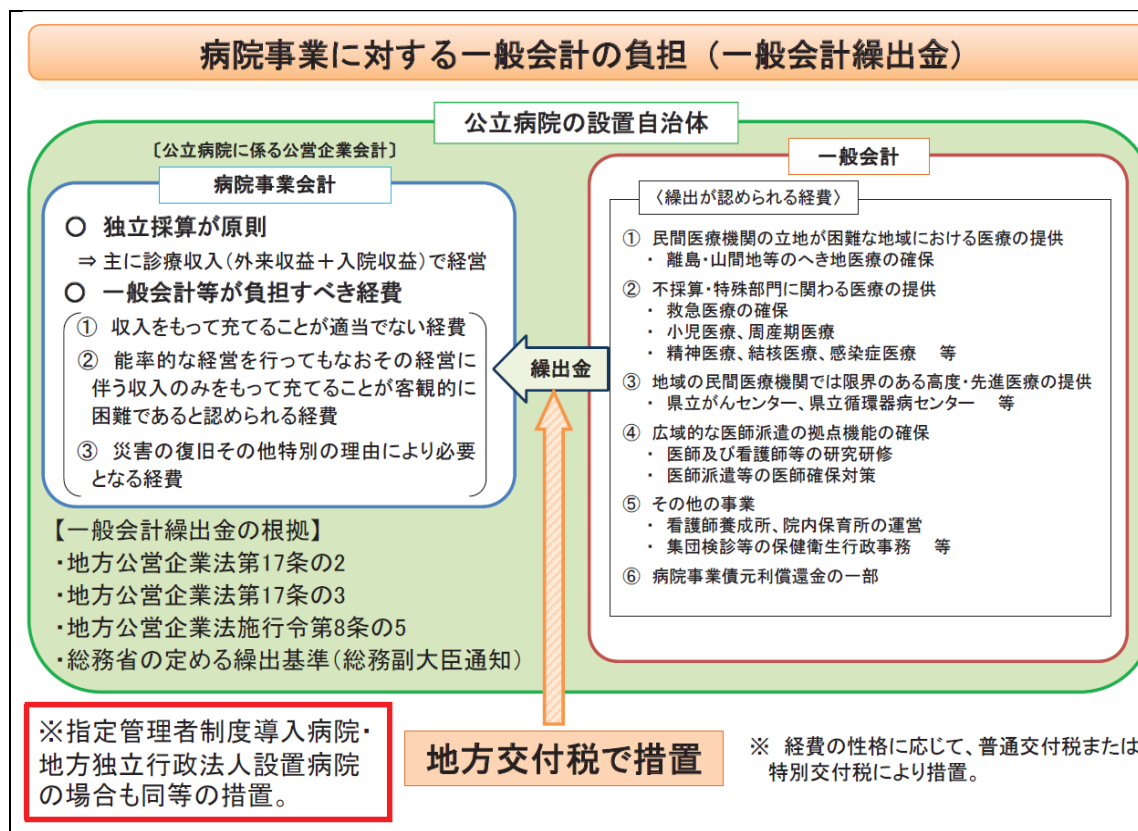 病院事業に対する一般会計の負担（一般会計繰出金）
公立病院の設置自治体
〔公立病院に係る公営企業会計〕
病院事業会計
○ 独立採算が原則
⇒ 主に診療収入（外来収益＋入院収益）で経営
○ 一般会計等が負担すべき経費
① 収入をもって充てることが適当でない経費
② 能率的な経営を行ってもなおその経営に
伴う収入のみをもって充てることが客観的に
困難であると認められる経費
③ 災害の復旧その他特別の理由により必要
となる経費
繰出金
一般会計
〈繰出が認められる経費〉
① 民間医療機関の立地が困難な地域における医療の提供
・ 離島・山間地等のへき地医療の確保
② 不採算・特殊部門に関わる医療の提供
・ 救急医療の確保
・ 小児医療、周産期医療
・ 精神医療、結核医療、感染症医療 等
③ 地域の民間医療機関では限界のある高度・先進医療の提供
・ 県立がんセンター、県立循環器病センター 等
④ 広域的な医師派遣の拠点機能の確保
・ 医師及び看護師等の研究研修
・ 医師派遣等の医師確保対策
⑤ その他の事業
・ 看護師養成所、院内保育所の運営
・ 集団検診等の保健衛生行政事務 等
⑥ 病院事業債元利償還金の一部
【一般会計繰出金の根拠】
・地方公営企業法第17条の2
・地方公営企業法第17条の3
・地方公営企業法施行令第8条の5
・総務省の定める繰出基準（総務副大臣通知）
※指定管理者制度導入病院・
地方独立行政法人設置病院
の場合も同等の措置。
地方交付税で措置
※ 経費の性格に応じて、普通交付税または
特別交付税により措置。